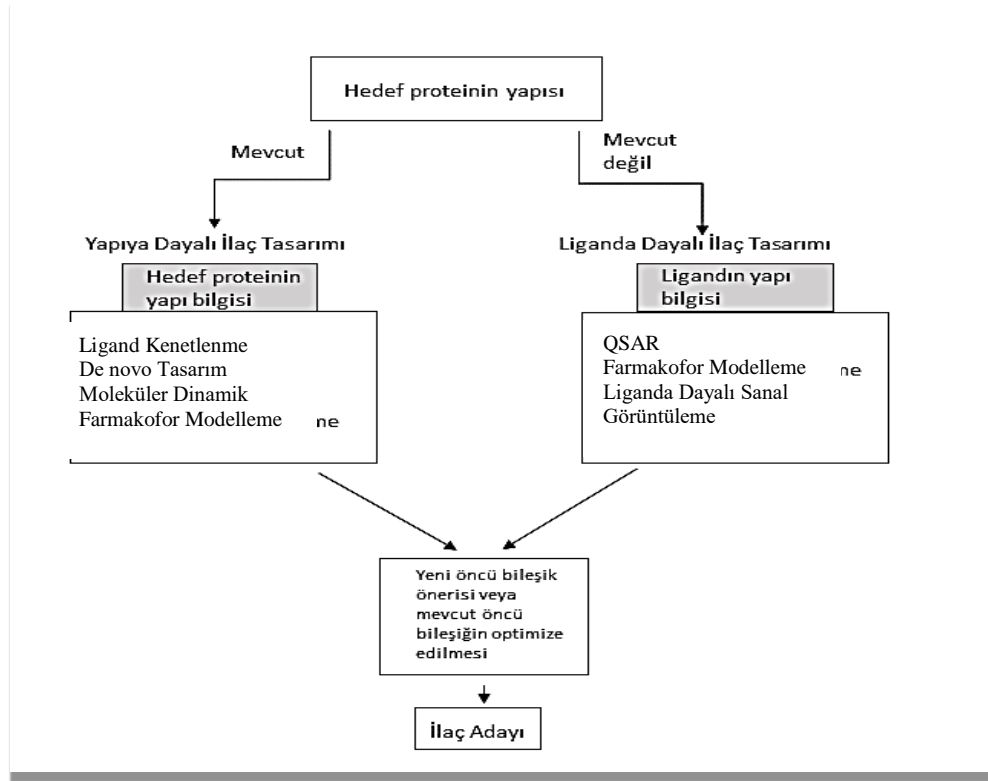 Hedef proteinin yapısı
Mevcut
Mevcut
değil
Yapıya Dayalı İlaç Tasarımı
Hedef proteinin
yapı bilgisi
Ligand Kenetlenme
De novo Tasarım
Moleküler Dinamik
Farmakofor Modelleme ne
Liganda Dayalı İlaç Tasarımı
Ligandın yapı
bilgisi
QSAR
Farmakofor Modelleme ne
Liganda Dayalı Sanal
Görüntüleme
Yeni öncü bileşik
önerisi veya
mevcut öncü
bileşiğin optimize
edilmesi
İlaç Adayı